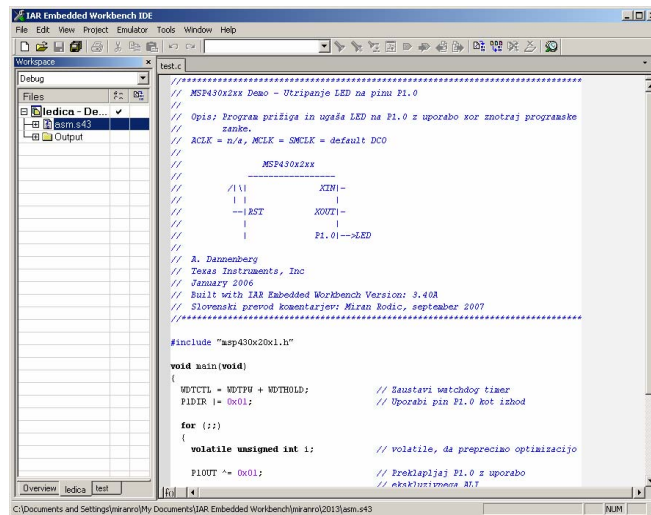 IAR Embedded Workbench IDE
File Edit View Project Emulator Tools Window Help
Workspace
test.c
Debug
Files
ledica - De...
asm.s43
Output
//**********************************************************************
// MSP430x2xx Demo - Utripanje LED na pinu P1.0
//
// Opis; Program prižiga in ugaša LED na P1.0 z uporabo xor znotraj programske
// zanke.
// ACLK = n/a, MCLK = SMCLK = default DCO
//
// MSP430x2xx
// -----------------
// /|\| XIN|-
// | | |
// --|RST XOUT|-
// | |
// | P1.0|-->LED
//
// A. Dannenberg
// Texas Instruments, Inc
// January 2006
// Built with IAR Embedded Workbench Version: 3.40A
// Slovenski prevod komentarjev: Miran Rodic, september 2007
//**********************************************************************
#include "msp430x20x1.h"
void main(void)
{
WDTCTL = WDTPW + WDTHOLD; // Zaustavi watchdog timer
P1DIR |= 0x01; // Uporabi pin P1.0 kot izhod
for (;;)
{
volatile unsigned int i; // volatile, da preprecimo optimizacijo
P1OUT ^= 0x01; // Preklapljaj P1.0 z uporabo
// ekskluzivnega ALI
Overview ledica test
f()
C:\Documents and Settings\miranro\My Documents\IAR Embedded Workbench\miranro\2013\asm.s43
NUM